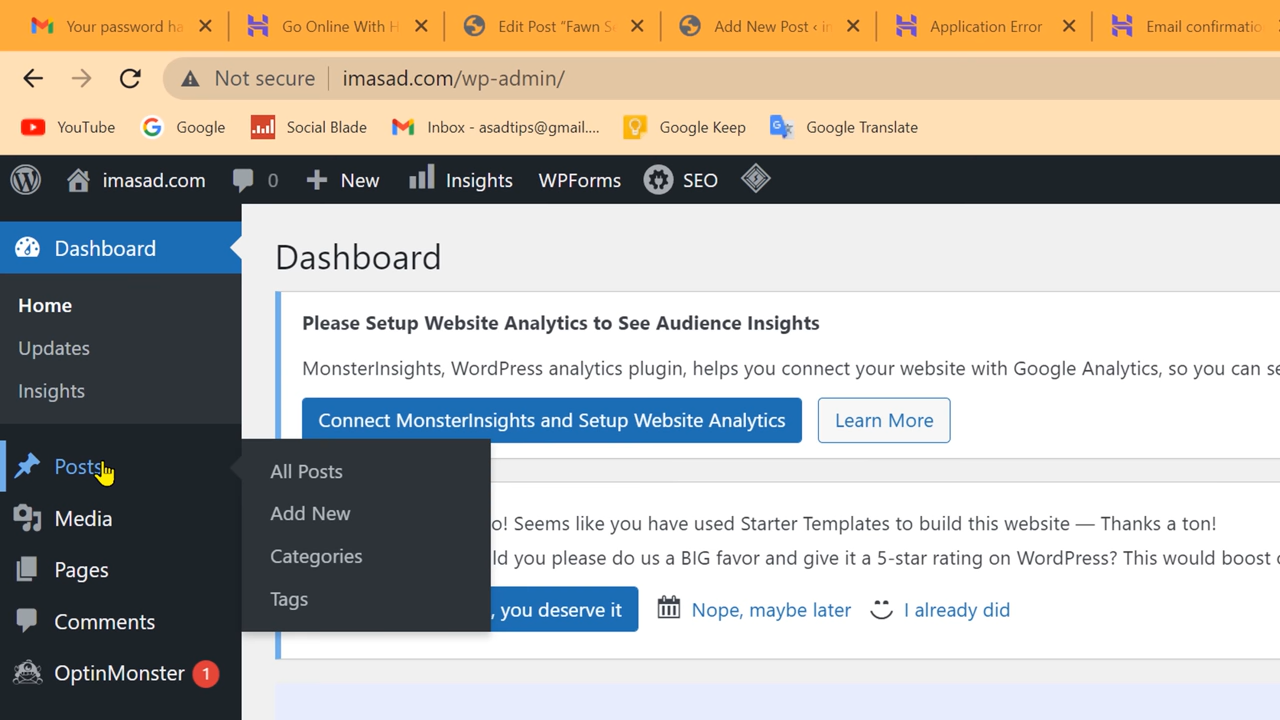 Your password ha
Go Online With H
Edit Post “Fawn Se
Add New Post ‹ in
Application Error
Email confirmatio
Not secure
imasad.com/wp-admin/
YouTube
Google
Social Blade
Inbox - asadtips@gmail....
Google Keep
Google Translate
imasad.com
0
New
Insights
WPForms
SEO
Dashboard
Home
Updates
Insights
Posts
Media
Pages
Comments
OptinMonster 1
All Posts
Add New
Categories
Tags
Dashboard
Please Setup Website Analytics to See Audience Insights
MonsterInsights, WordPress analytics plugin, helps you connect your website with Google Analytics, so you can se
Connect MonsterInsights and Setup Website Analytics
Learn More
o! Seems like you have used Starter Templates to build this website — Thanks a ton!
ld you please do us a BIG favor and give it a 5-star rating on WordPress? This would boost
, you deserve it
Nope, maybe later
I already did